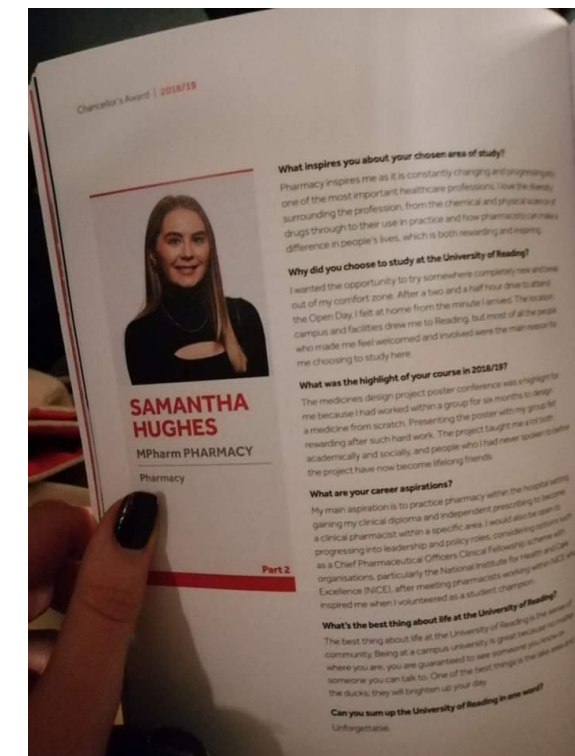 Chancellor's Award | 2018/19
SAMANTHA
HUGHES
MPharm PHARMACY
Pharmacy
Part 2
What inspires you about your chosen area of study?
Pharmacy inspires me as it is constantly changing and progressing as
one of the most important healthcare professions. I love the diversity
surrounding the profession, from the chemical and physical science of
drugs through to their use in practice and how pharmacists can make a
difference in people's lives, which is both rewarding and inspiring.
Why did you choose to study at the University of Reading?
I wanted the opportunity to try somewhere completely new and break
out of my comfort zone. After a two and a half hour drive to attend
the Open Day, I felt at home from the minute I arrived. The location,
campus and facilities drew me to Reading, but most of all the people
who made me feel welcomed and involved were the main reason for
me choosing to study here.
What was the highlight of your course in 2018/19?
The medicines design project poster conference was a highlight for
me because I had worked within a group for six months to design
a medicine from scratch. Presenting the poster with my group felt
rewarding after such hard work. The project taught me a lot both
academically and socially, and people who I had never spoken to before
the project have now become lifelong friends.
What are your career aspirations?
My main aspiration is to practice pharmacy within the hospital setting
gaining my clinical diploma and independent prescribing to become
a clinical pharmacist within a specific area. I would also be open to
progressing into leadership and policy roles, considering options such
as a Chief Pharmaceutical Officers Clinical Fellowship scheme with
organisations, particularly the National Institute for Health and Care
Excellence (NICE), after meeting pharmacists working within NICE who
inspired me when I volunteered as a student champion.
What's the best thing about life at the University of Reading?
The best thing about life at the University of Reading is the sense of
community. Being at a campus university is great because no matter
where you are, you are guaranteed to see someone you know or
someone you can talk to. One of the best things is the lake area and
the ducks; they will brighten up your day.
Can you sum up the University of Reading in one word?
Unforgettable.